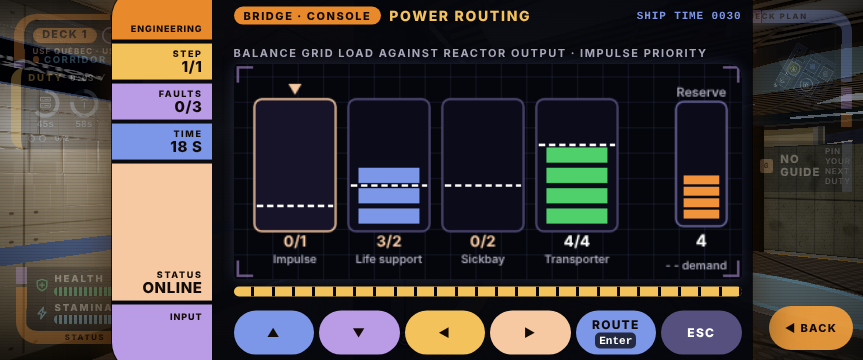 ENGINEERING
STEP
1/1
FAULTS
0/3
TIME
18 S
STATUS
ONLINE
INPUT
BRIDGE · CONSOLE
POWER ROUTING
SHIP TIME 0030
BALANCE GRID LOAD AGAINST REACTOR OUTPUT · IMPULSE PRIORITY
Reserve
0/1
3/2
0/2
4/4
4
Impulse
Life support
Sickbay
Transporter
- - demand
ROUTE
Enter
ESC
BACK
DECK 1
CORRIDOR
DUTY
HEALTH
STAMINA
STATUS
DECK PLAN
NO
GUIDE
PIN
YOUR
NEXT
DUTY